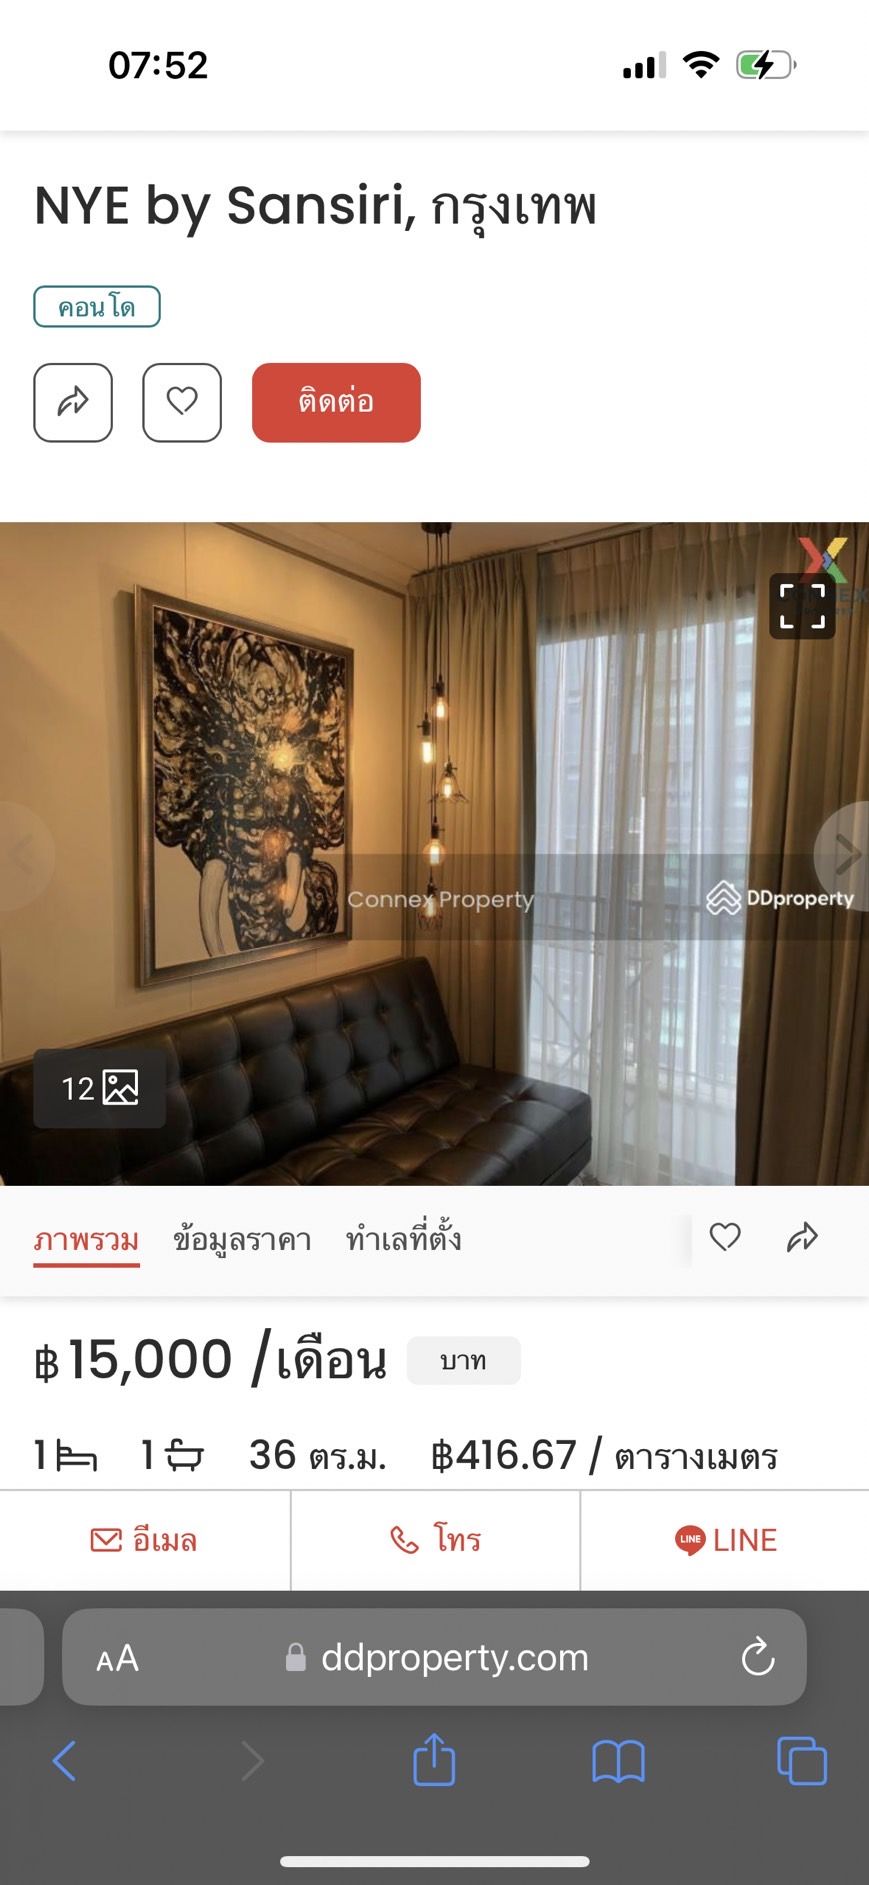 07:52
NYE by Sansiri, กรุงเทพ
คอนโด
ติดต่อ
Connex Property
DDproperty
12
ภาพรวม ข้อมูลราคา ทำเลที่ตั้ง
฿15,000 /เดือน บาท
1 1 36 ตร.ม. ฿416.67 / ตารางเมตร
อีเมล โทร LINE LINE
AA ddproperty.com